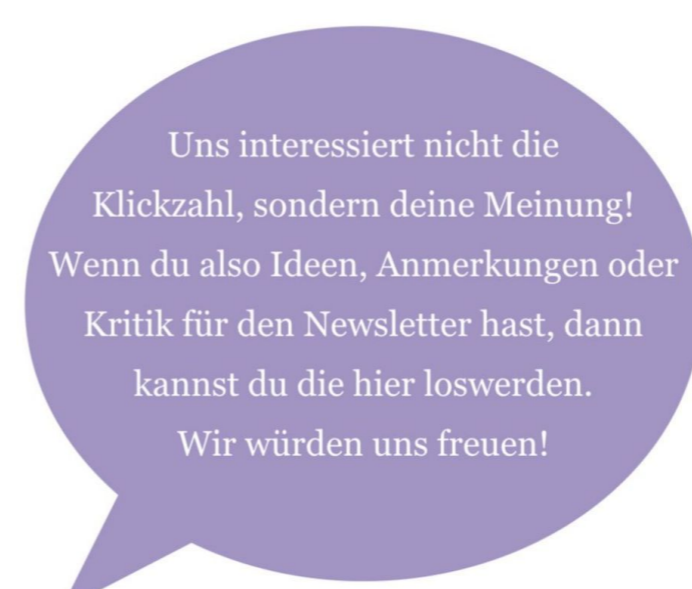 Uns interessiert nicht die
Klickzahl, sondern deine Meinung!
Wenn du also Ideen, Anmerkungen oder
Kritik für den Newsletter hast, dann
kannst du die hier loswerden.
Wir würden uns freuen!